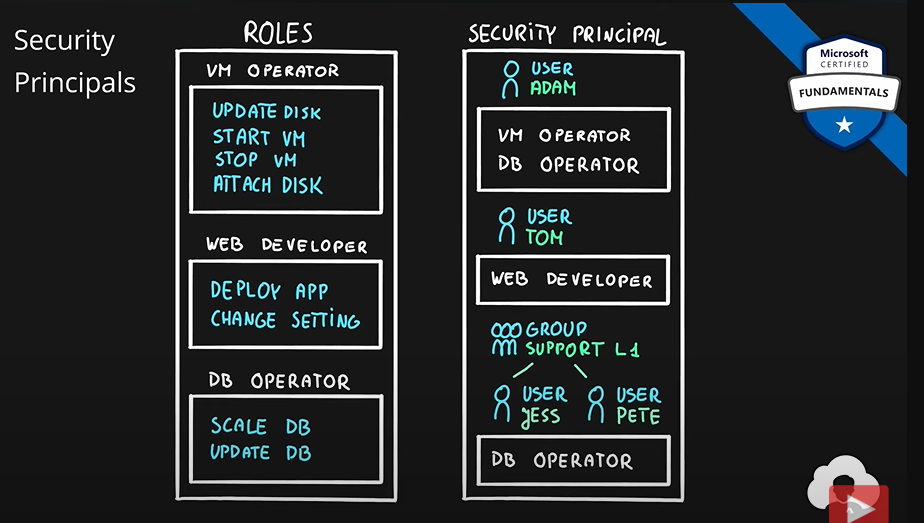 Security
Principals
ROLES
VM OPERATOR
UPDATE DISK
START VM
STOP VM
ATTACH DISK
WEB DEVELOPER
DEPLOY APP
CHANGE SETTING
DB OPERATOR
SCALE DB
UPDATE DB
SECURITY PRINCIPAL
USER
ADAM
VM OPERATOR
DB OPERATOR
USER
TOM
WEB DEVELOPER
GROUP
SUPPORT L1
USER
JESS
USER
PETE
DB OPERATOR
Microsoft
CERTIFIED
FUNDAMENTALS